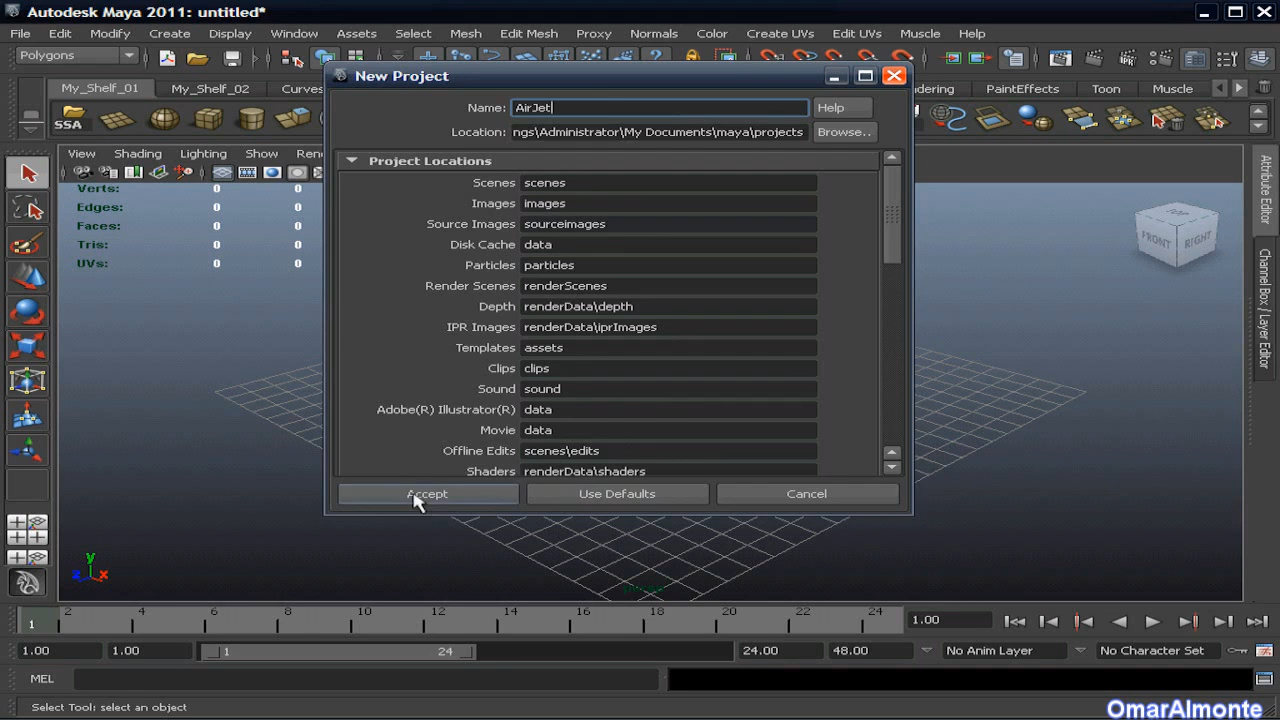 Autodesk Maya 2011: untitled*
File Edit Modify Create Display Window Assets Select Mesh Edit Mesh Proxy Normals Color Create UVs Edit UVs Muscle Help
Polygons
My_Shelf_01 My_Shelf_02 Curves PaintEffects Toon Muscle
SSA
View Shading Lighting Show
Verts: 0 0
Edges: 0 0
Faces: 0 0
Tris: 0 0
UVs: 0 0
New Project
Name: AirJet Help
Location: ngs\Administrator\My Documents\maya\projects Browse..
Project Locations
Scenes scenes
Images images
Source Images sourceimages
Disk Cache data
Particles particles
Render Scenes renderScenes
Depth renderData\depth
IPR Images renderData\iprImages
Templates assets
Clips clips
Sound sound
Adobe(R) Illustrator(R) data
Movie data
Offline Edits scenes\edits
Shaders renderData\shaders
Accept Use Defaults Cancel
TOP
FRONT RIGHT
Attribute Editor
Channel Box / Layer Editor
y
z x
1 2 4 6 8 10 12 14 16 18 20 22 24 1.00
1.00 1.00 1 24 24.00 48.00 No Anim Layer No Character Set
MEL
Select Tool: select an object
OmarAlmonte